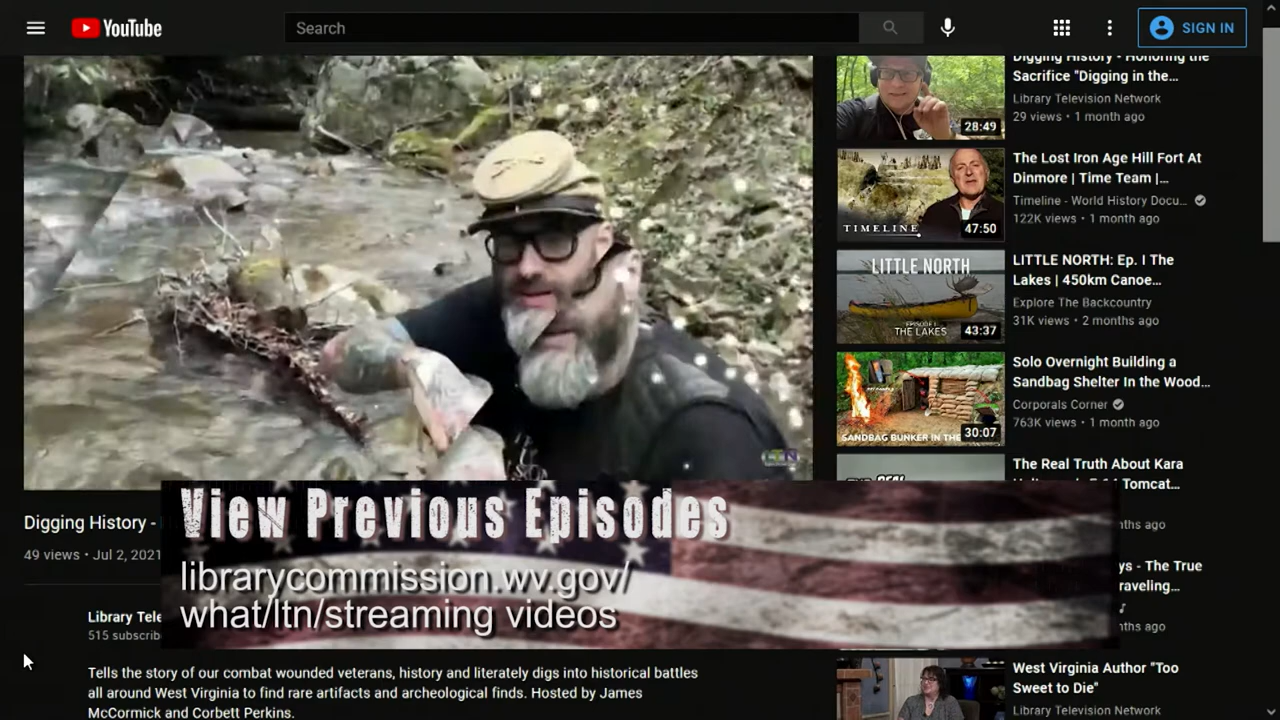 YouTube
Search
SIGN IN
Digging History - Honoring the
Sacrifice "Digging in the...
Library Television Network
29 views • 1 month ago
28:49
The Lost Iron Age Hill Fort At
Dinmore | Time Team |...
Timeline - World History Docu...
122K views • 1 month ago
TIMELINE
47:50
LITTLE NORTH: Ep. I The
Lakes | 450km Canoe...
Explore The Backcountry
31K views • 2 months ago
LITTLE NORTH
EPISODE I:
THE LAKES
43:37
Solo Overnight Building a
Sandbag Shelter In the Wood...
Corporals Corner
763K views • 1 month ago
SANDBAG BUNKER IN THE
30:07
The Real Truth About Kara
Tomcat...
LTN
Digging History -
49 views • Jul 2, 2021
View Previous Episodes
librarycommission.wv.gov/
what/ltn/streaming videos
ths ago
ys - The True
raveling...
ths ago
Library Tele
515 subscrib
Tells the story of our combat wounded veterans, history and literately digs into historical battles
all around West Virginia to find rare artifacts and archeological finds. Hosted by James
McCormick and Corbett Perkins.
West Virginia Author "Too
Sweet to Die"
Library Television Network